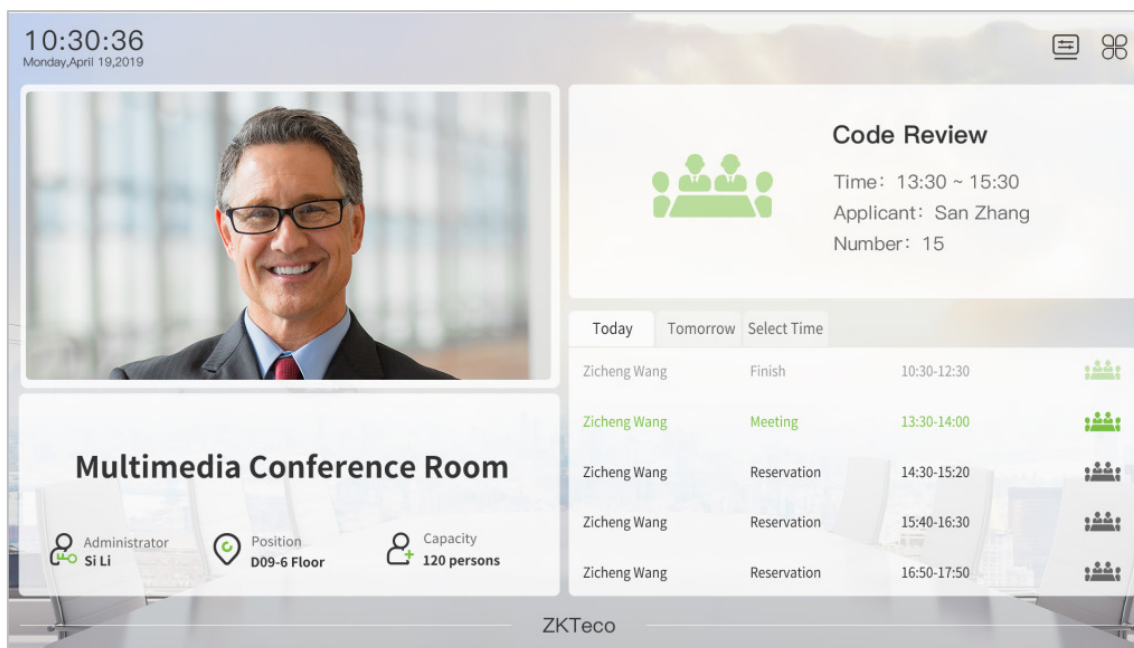 10:30:36
Monday,April 19,2019
Code Review
Time: 13:30 ~ 15:30
Applicant: San Zhang
Number: 15
Multimedia Conference Room
Administrator
Si Li
Position
D09-6 Floor
Capacity
120 persons
Today Tomorrow Select Time
Zicheng Wang Finish 10:30-12:30
Zicheng Wang Meeting 13:30-14:00
Zicheng Wang Reservation 14:30-15:20
Zicheng Wang Reservation 15:40-16:30
Zicheng Wang Reservation 16:50-17:50
ZKTeco